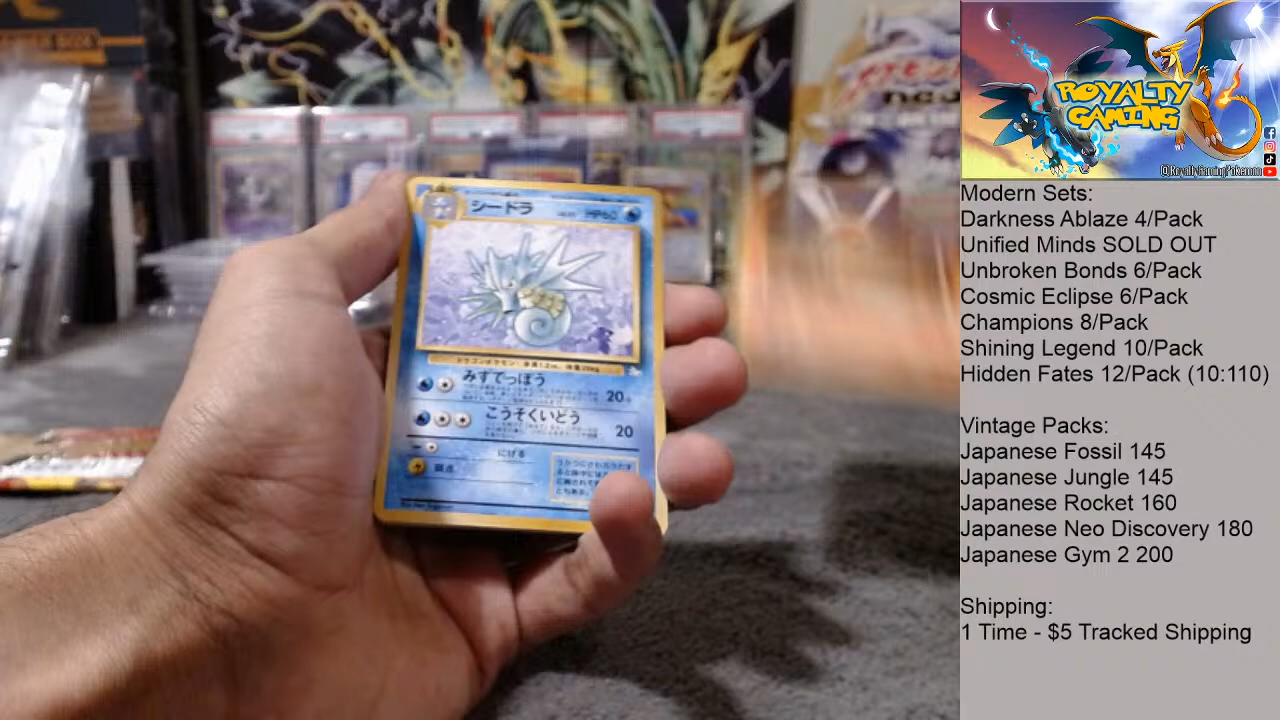 シードラ HP60
みずでっぽう
20
こうそくいどう
20
にげる
弱点
ROYALTY
GAMING
@RoyaltyGamingPokemon
Modern Sets:
Darkness Ablaze 4/Pack
Unified Minds SOLD OUT
Unbroken Bonds 6/Pack
Cosmic Eclipse 6/Pack
Champions 8/Pack
Shining Legend 10/Pack
Hidden Fates 12/Pack (10:110)
Vintage Packs:
Japanese Fossil 145
Japanese Jungle 145
Japanese Rocket 160
Japanese Neo Discovery 180
Japanese Gym 2 200
Shipping:
1 Time - $5 Tracked Shipping